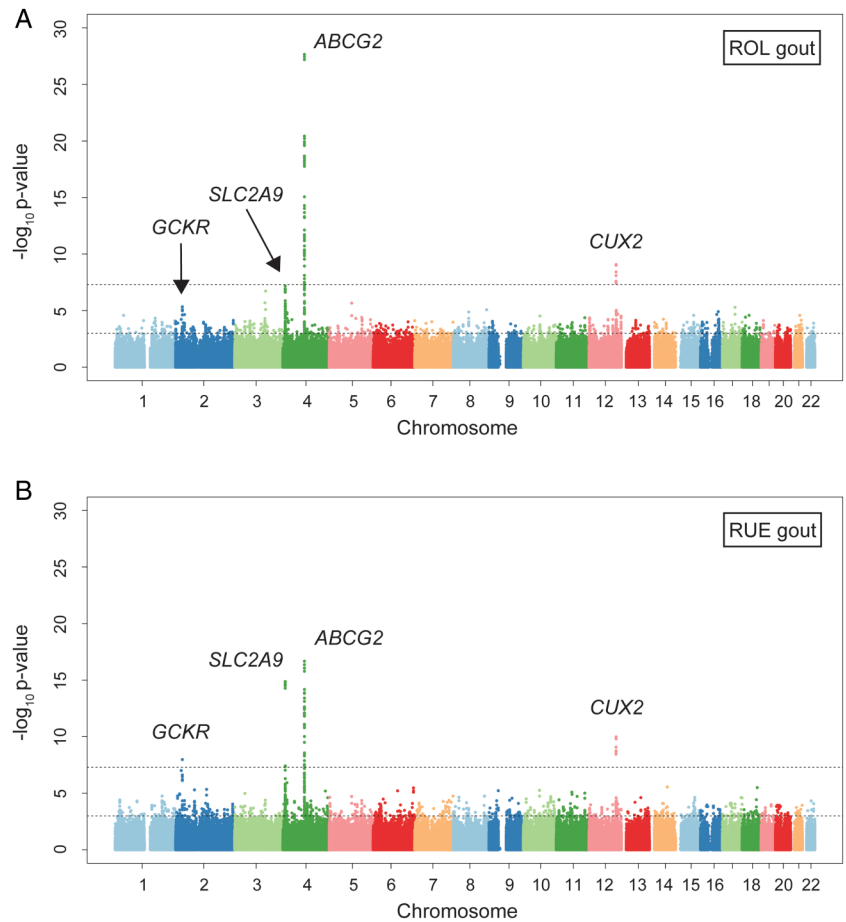 A
30
25
20
15
10
5
0
-log10 p-value
ROL gout
ABCG2
SLC2A9
GCKR
CUX2
1 2 3 4 5 6 7 8 9 10 11 12 13 14 15 16 18 20 22
Chromosome
B
30
25
20
15
10
5
0
-log10 p-value
RUE gout
ABCG2
SLC2A9
GCKR
CUX2
1 2 3 4 5 6 7 8 9 10 11 12 13 14 15 16 18 20 22
Chromosome